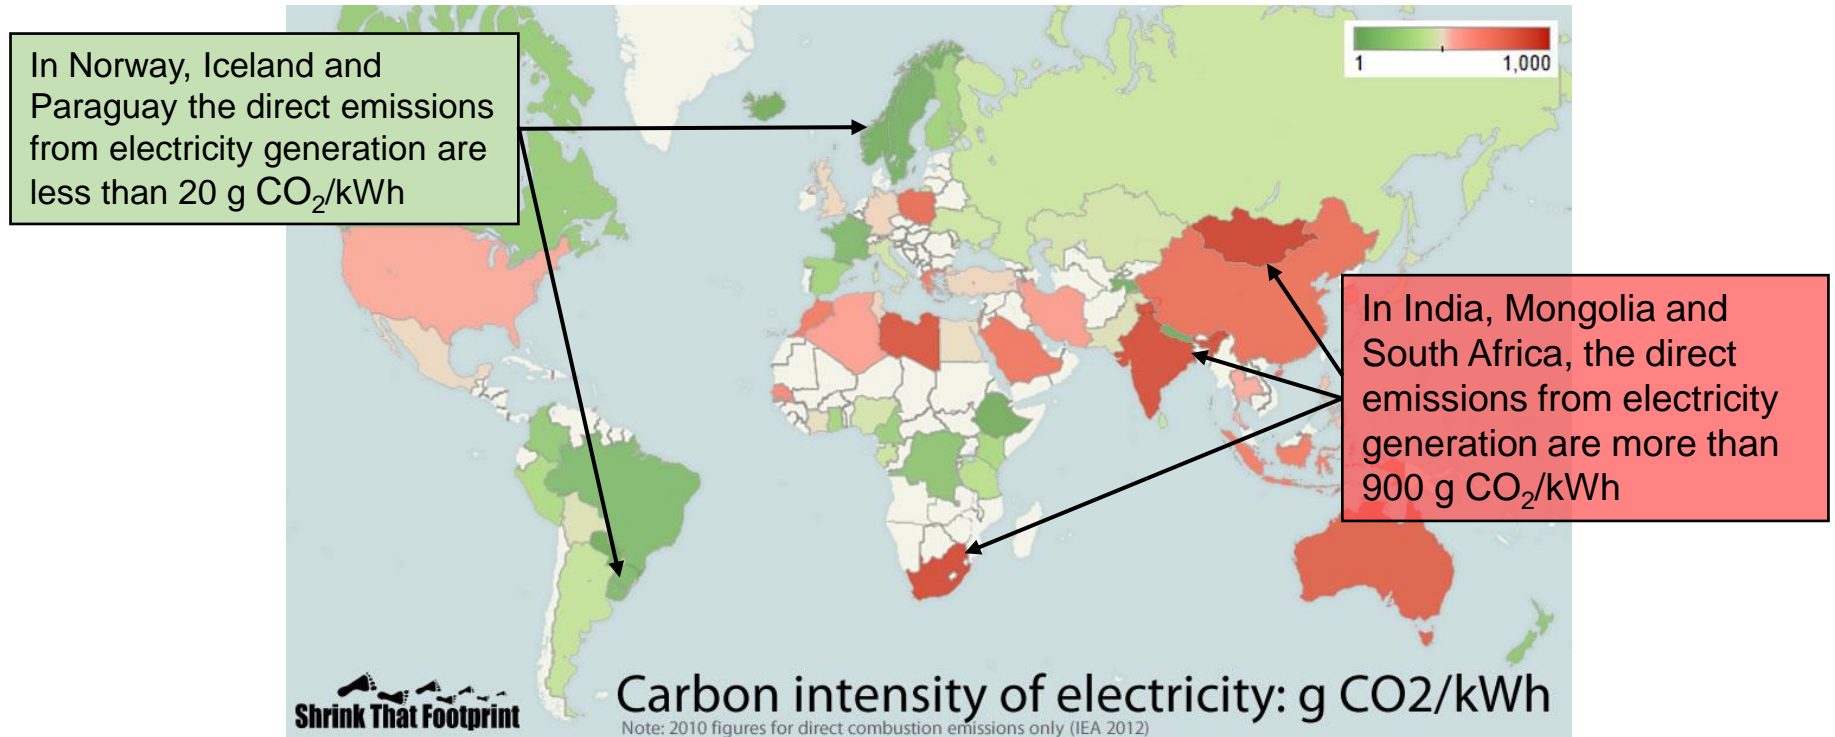 In Norway, Iceland and
Paraguay the direct emissions
from electricity generation are
less than 20 g CO₂/kWh
1 1,000
In India, Mongolia and
South Africa, the direct
emissions from electricity
generation are more than
900 g CO₂/kWh
Shrink That Footprint
Carbon intensity of electricity: g CO2/kWh
Note: 2010 figures for direct combustion emissions only (IEA 2012)